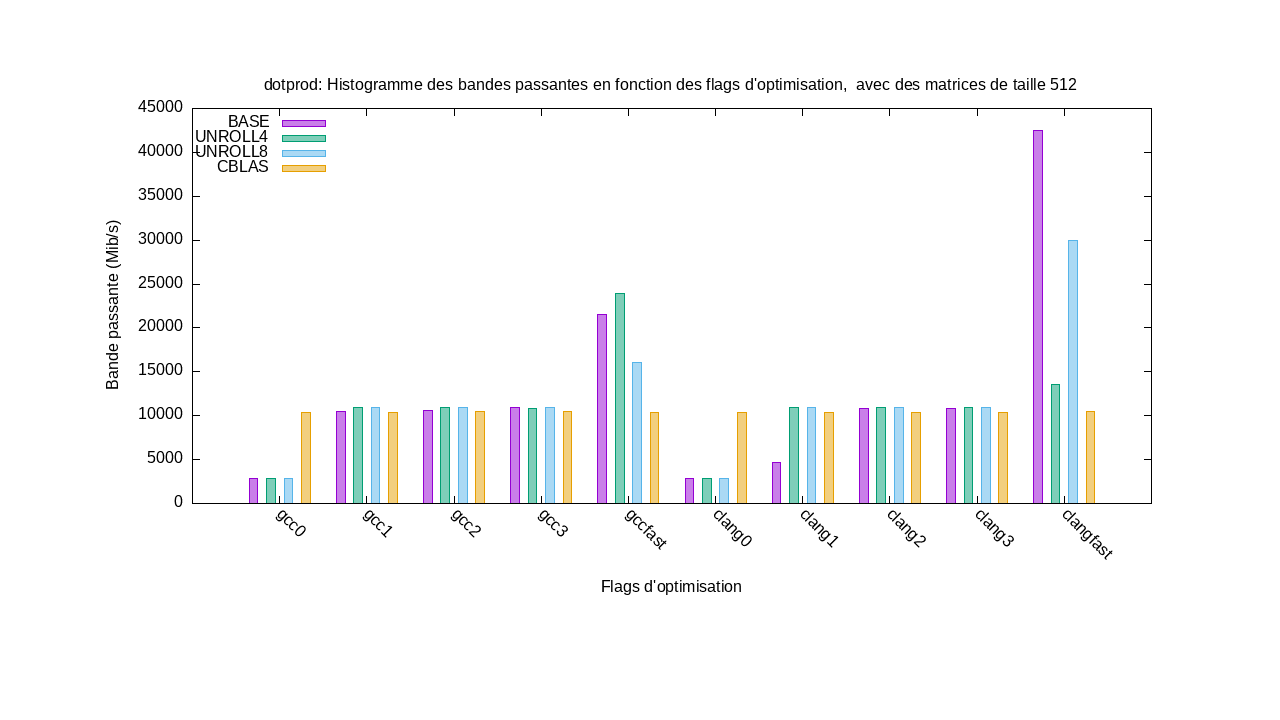 dotprod: Histogramme des bandes passantes en fonction des flags d'optimisation,  avec des matrices de taille 512
45000
40000
35000
30000
25000
20000
15000
10000
5000
0
Bande passante (Mib/s)
BASE
UNROLL4
UNROLL8
CBLAS
gcc0
gcc1
gcc2
gcc3
gccfast
clang0
clang1
clang2
clang3
clangfast
Flags d'optimisation